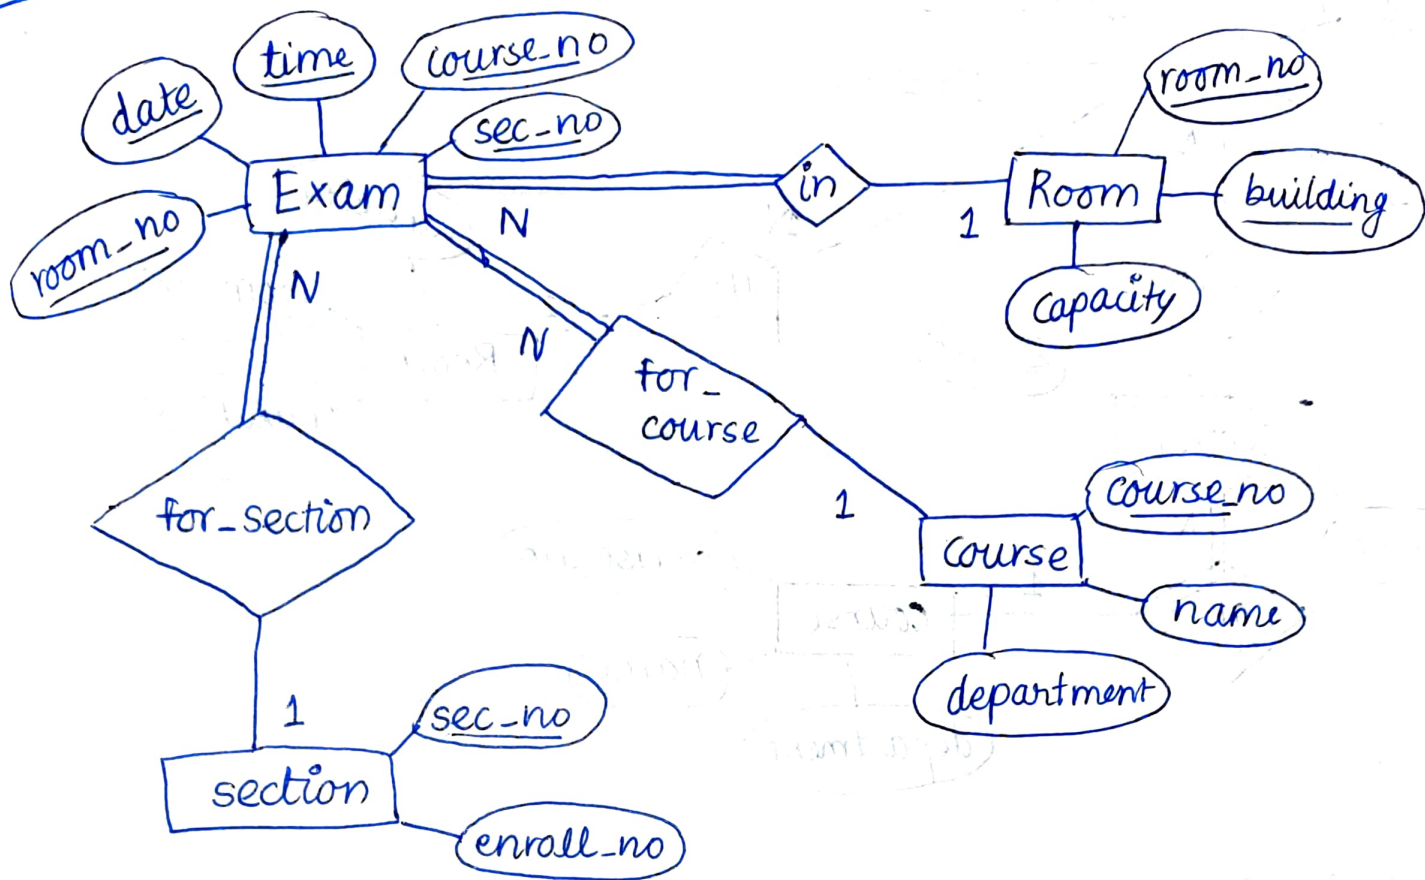 time
course_no
date
sec_no
room_no
Exam
in
Room
building
room_no
N
1
N
capacity
N
for_
course
for_section
1
course_no
course
name
department
1
sec_no
section
enroll_no